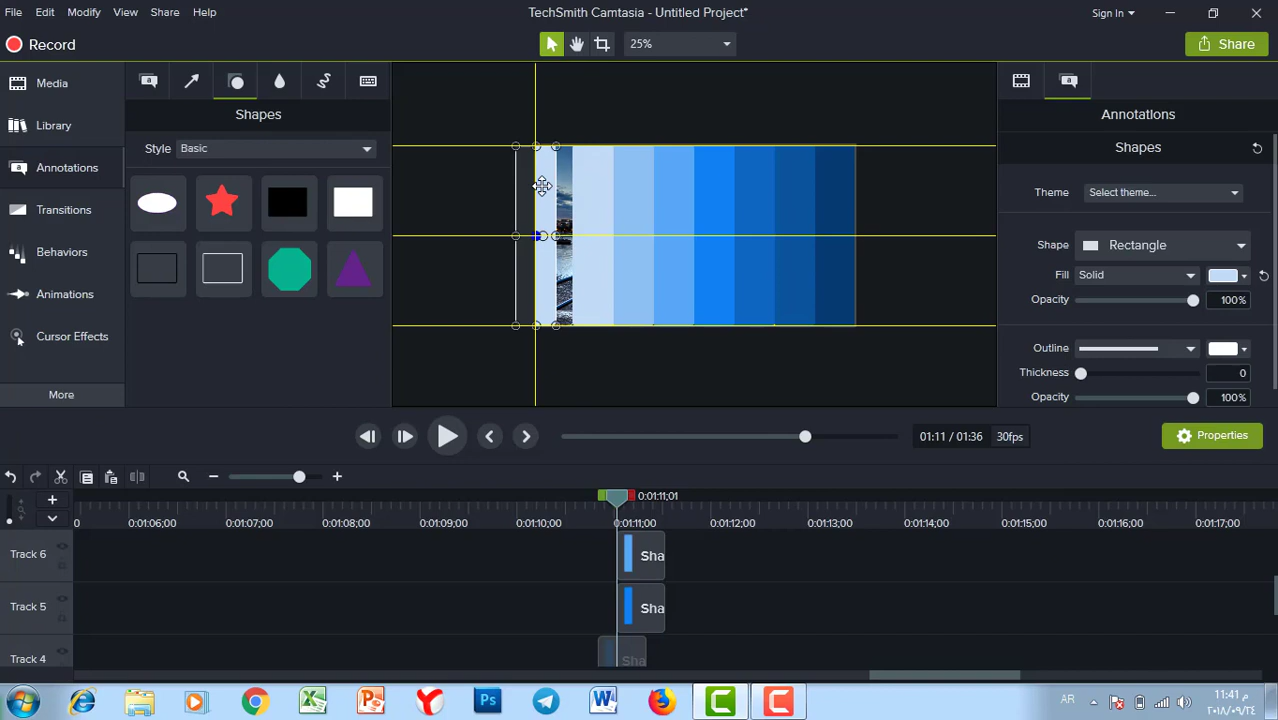 File Edit Modify View Share Help
TechSmith Camtasia - Untitled Project*
Sign In
Record
25%
Share
Media
Library
Annotations
Transitions
Behaviors
Animations
Cursor Effects
More
Shapes
Style Basic
Annotations
Shapes
Theme Select theme...
Shape Rectangle
Fill Solid
Opacity 100%
Outline
Thickness 0
Opacity 100%
01:11 / 01:36 30fps
Properties
0:01:11;01
0 0:01:06;00 0:01:07;00 0:01:08;00 0:01:09;00 0:01:10;00 0:01:11;00 0:01:12;00 0:01:13;00 0:01:14;00 0:01:15;00 0:01:16;00 0:01:17;00
Track 6 Sha
Track 5 Sha
Track 4 Sha
AR
م 11:41
٢٠١٨/٠٩/٢٤